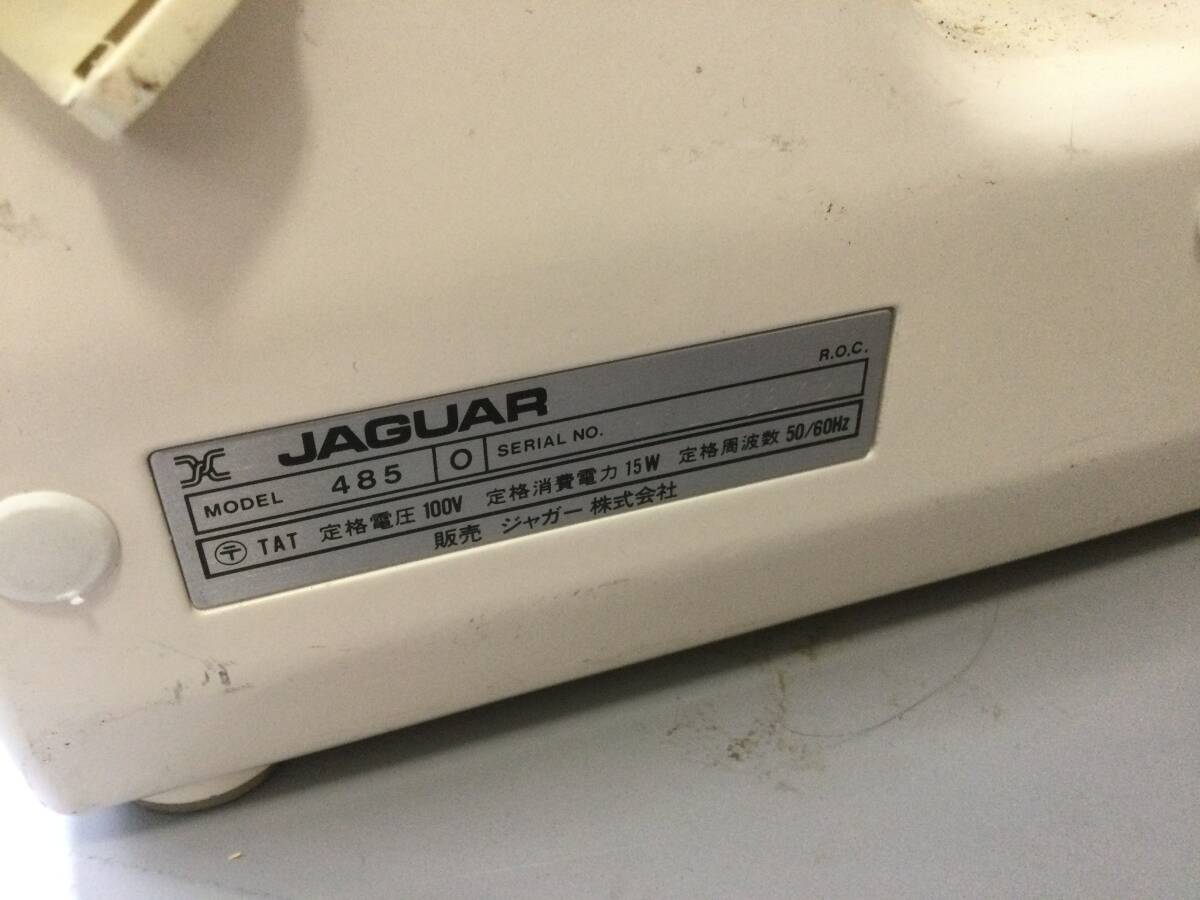 JAGUAR
R.O.C.
MODEL 485 O SERIAL NO.
〒 TAT 定格電圧 100V 定格消費電力 15W 定格周波数 50/60Hz
販売 ジャガー株式会社